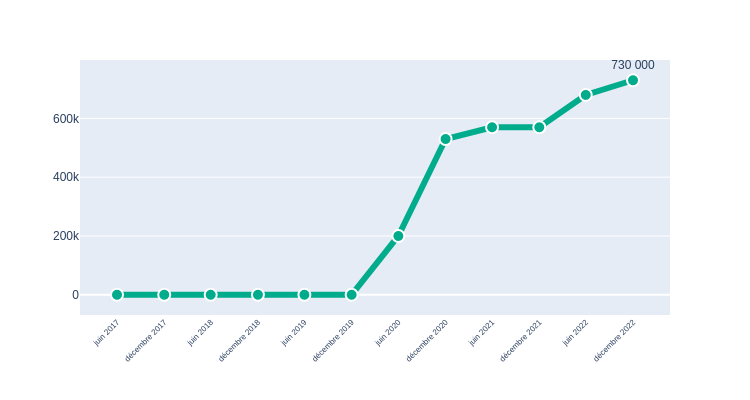 730 000
600k
400k
200k
0
juin 2017
décembre 2017
juin 2018
décembre 2018
juin 2019
décembre 2019
juin 2020
décembre 2020
juin 2021
décembre 2021
juin 2022
décembre 2022